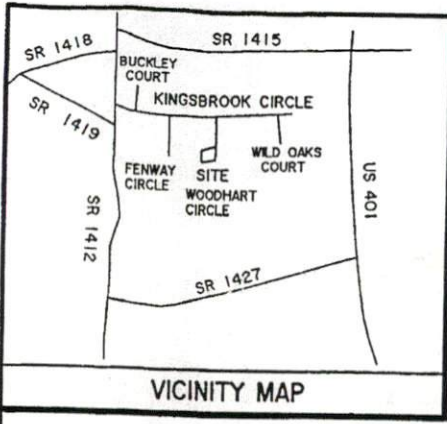 SR 1418
SR 1415
BUCKLEY
COURT
KINGSBROOK CIRCLE
SR 1419
FENWAY
CIRCLE
SITE
WOODHART
CIRCLE
WILD OAKS
COURT
US 401
SR 1412
SR 1427
VICINITY MAP